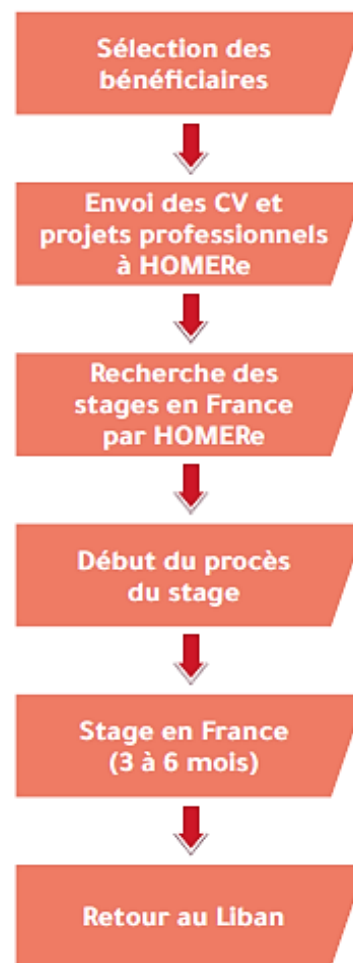 Sélection des
bénéficiaires
Envoi des CV et
projets professionnels
à HOMERe
Recherche des
stages en France
par HOMERe
Début du procès
du stage
Stage en France
(3 à 6 mois)
Retour au Liban